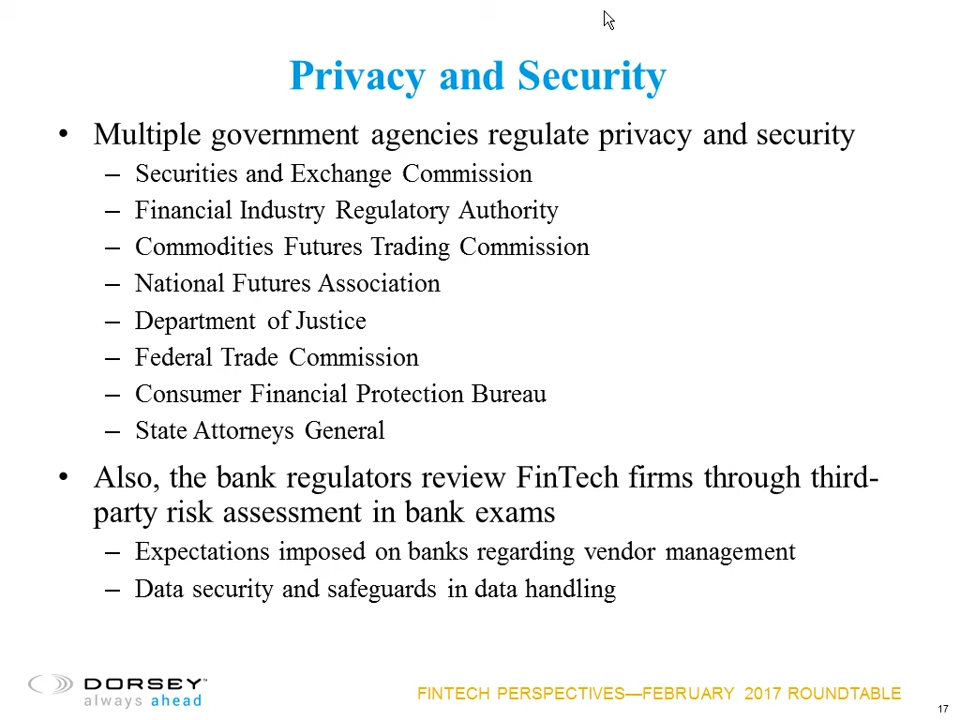 Privacy and Security
• Multiple government agencies regulate privacy and security
– Securities and Exchange Commission
– Financial Industry Regulatory Authority
– Commodities Futures Trading Commission
– National Futures Association
– Department of Justice
– Federal Trade Commission
– Consumer Financial Protection Bureau
– State Attorneys General
• Also, the bank regulators review FinTech firms through third-
party risk assessment in bank exams
– Expectations imposed on banks regarding vendor management
– Data security and safeguards in data handling
DORSEY™
always ahead
FINTECH PERSPECTIVES—FEBRUARY 2017 ROUNDTABLE
17